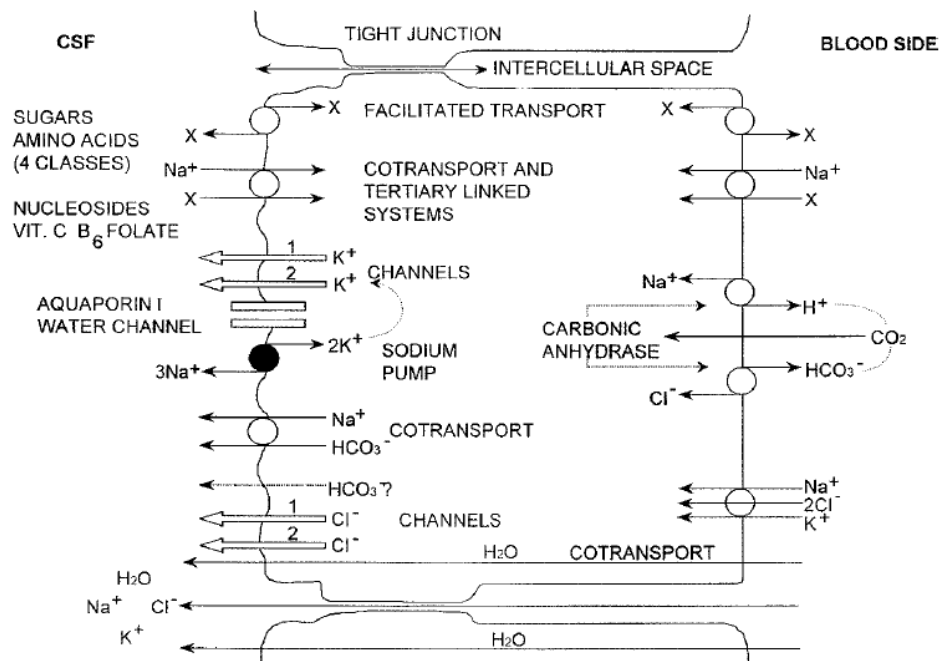 TIGHT JUNCTION
CSF
BLOOD SIDE
INTERCELLULAR SPACE
X
FACILITATED TRANSPORT
X
SUGARS
AMINO ACIDS
(4 CLASSES)
X
X
Na⁺
COTRANSPORT AND
TERTIARY LINKED
SYSTEMS
Na⁺
X
X
NUCLEOSIDES
VIT. C B₆ FOLATE
1
K⁺
2
K⁺
CHANNELS
Na⁺
AQUAPORIN I
WATER CHANNEL
H⁺
CARBONIC
ANHYDRASE
CO₂
2K⁺
SODIUM
PUMP
3Na⁺
HCO₃⁻
Cl⁻
Na⁺
COTRANSPORT
HCO₃⁻
HCO₃?
Na⁺
2Cl⁻
K⁺
1
Cl⁻
CHANNELS
2
Cl⁻
H₂O
COTRANSPORT
H₂O
Na⁺ Cl⁻
K⁺
H₂O